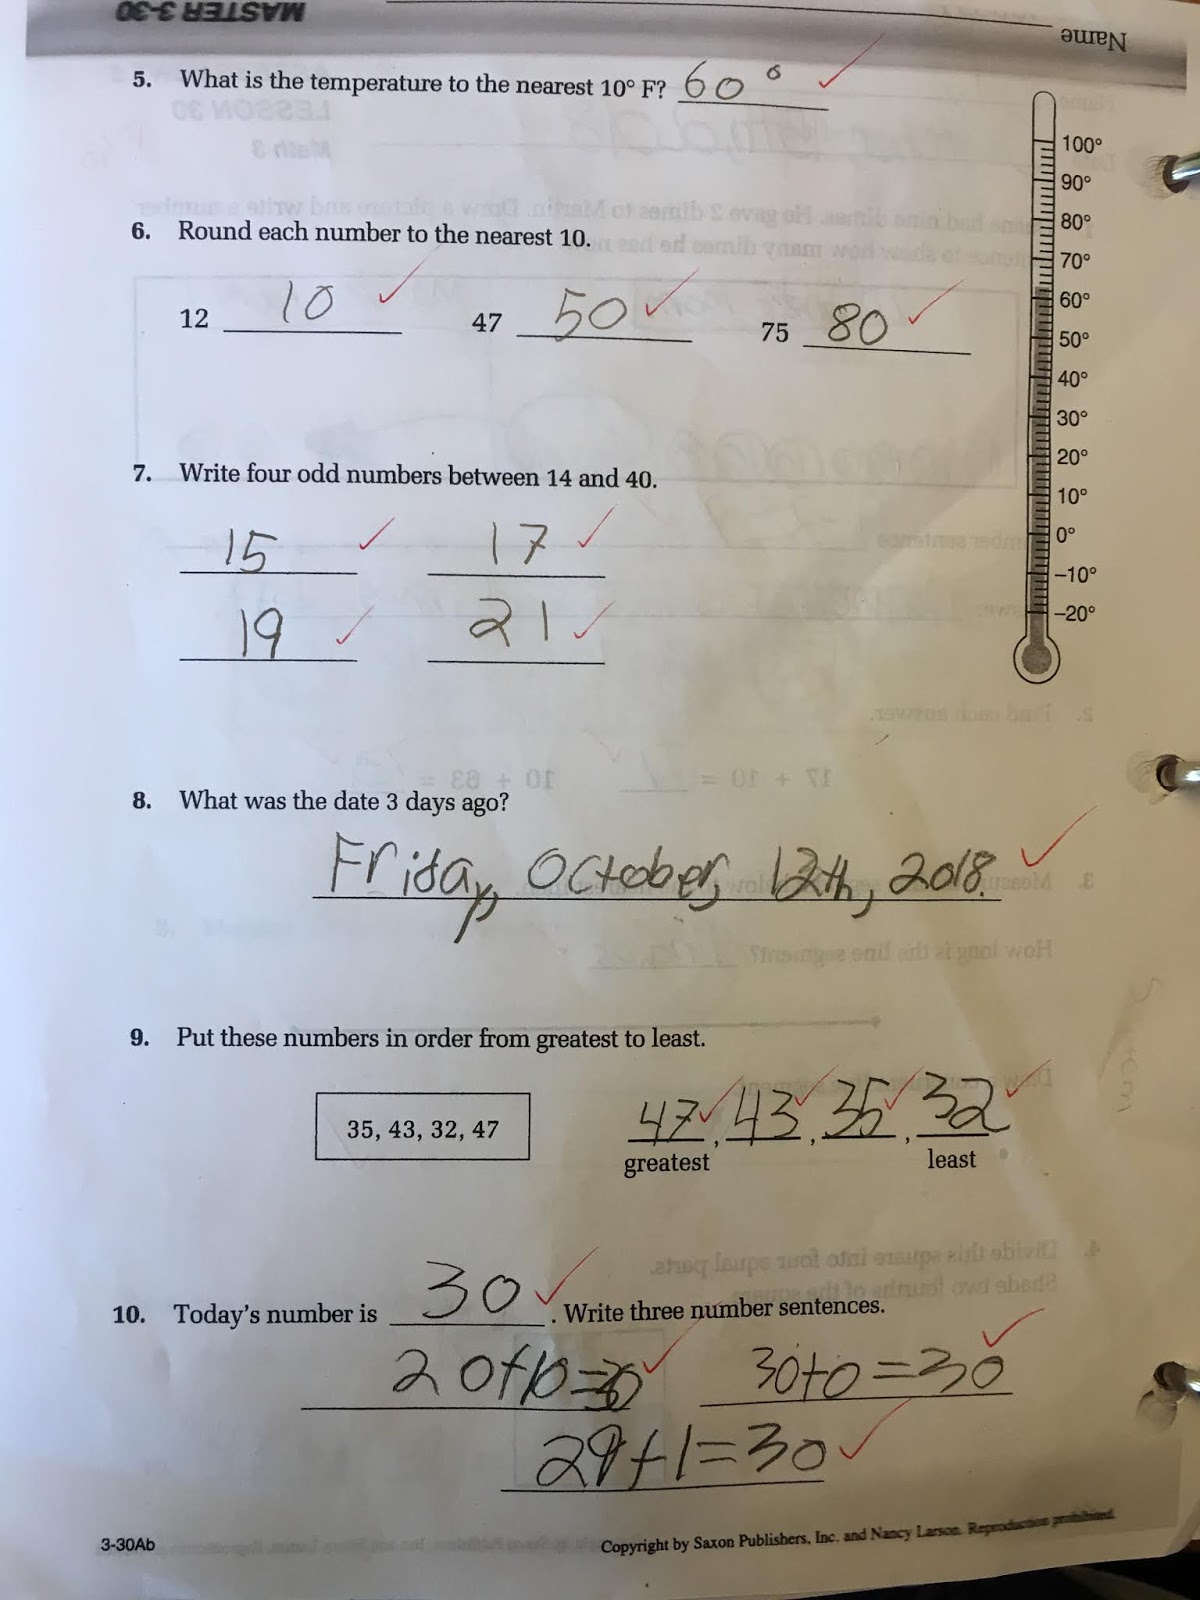 MASTER 3-30
Name
5. What is the temperature to the nearest 10° F? 60°
100°
90°
80°
70°
60°
50°
40°
30°
20°
10°
0°
-10°
-20°
6. Round each number to the nearest 10.
12 10 47 50 75 80
7. Write four odd numbers between 14 and 40.
15 17
19 21
8. What was the date 3 days ago?
Friday, October, 12th, 2018.
9. Put these numbers in order from greatest to least.
35, 43, 32, 47
47, 43, 35, 32
greatest least
10. Today's number is 30. Write three number sentences.
20+10=30 30+0=30
29+1=30
3-30Ab
Copyright by Saxon Publishers, Inc. and Nancy Larson. Reproduction prohibited.